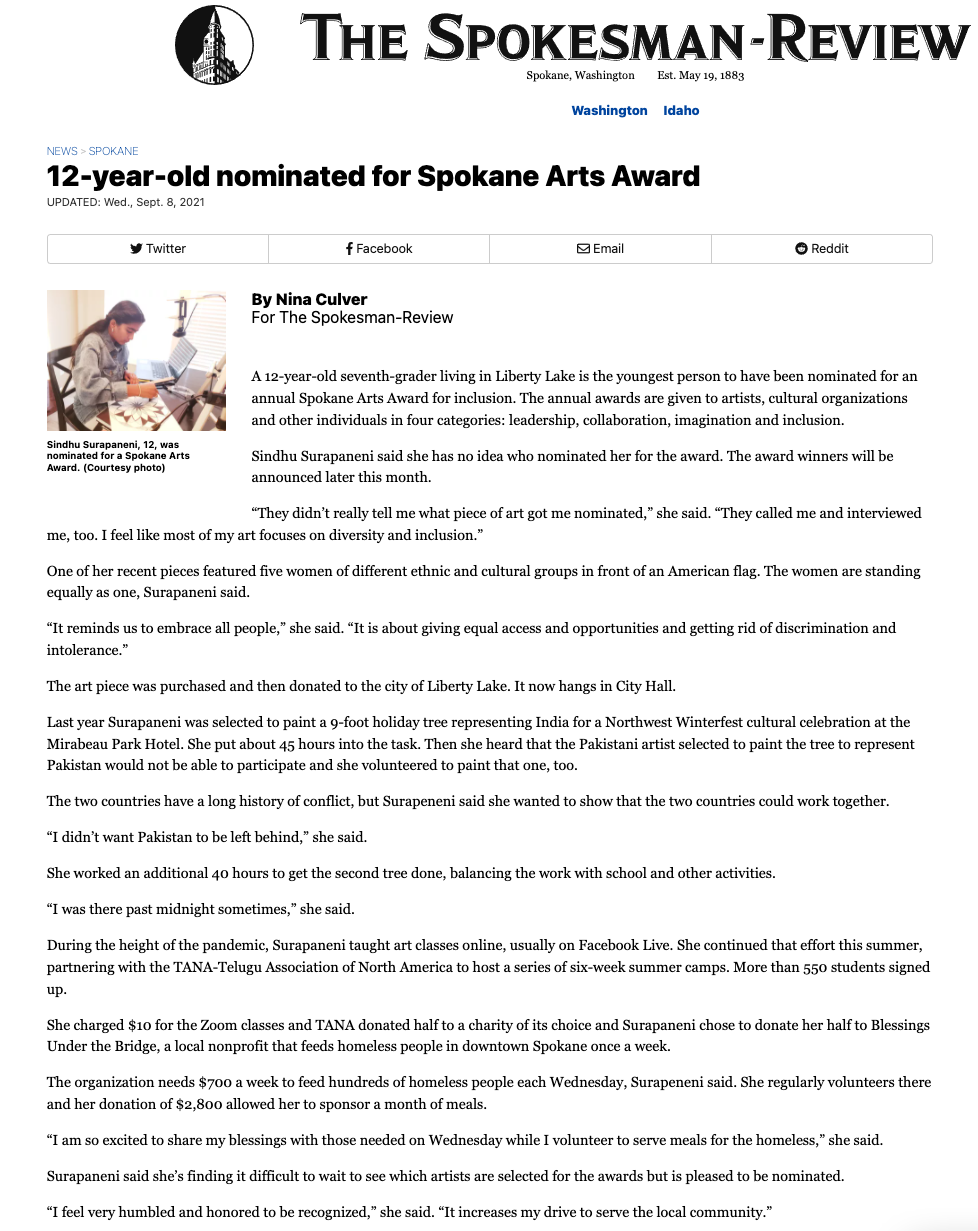 THE SPOKESMAN-REVIEW
Spokane, Washington Est. May 19, 1883
Washington Idaho
NEWS > SPOKANE
12-year-old nominated for Spokane Arts Award
UPDATED: Wed., Sept. 8, 2021
Twitter Facebook Email Reddit
Sindhu Surapaneni, 12, was
nominated for a Spokane Arts
Award. (Courtesy photo)
By Nina Culver
For The Spokesman-Review
A 12-year-old seventh-grader living in Liberty Lake is the youngest person to have been nominated for an
annual Spokane Arts Award for inclusion. The annual awards are given to artists, cultural organizations
and other individuals in four categories: leadership, collaboration, imagination and inclusion.
Sindhu Surapaneni said she has no idea who nominated her for the award. The award winners will be
announced later this month.
“They didn’t really tell me what piece of art got me nominated,” she said. “They called me and interviewed
me, too. I feel like most of my art focuses on diversity and inclusion.”
One of her recent pieces featured five women of different ethnic and cultural groups in front of an American flag. The women are standing
equally as one, Surapaneni said.
“It reminds us to embrace all people,” she said. “It is about giving equal access and opportunities and getting rid of discrimination and
intolerance.”
The art piece was purchased and then donated to the city of Liberty Lake. It now hangs in City Hall.
Last year Surapaneni was selected to paint a 9-foot holiday tree representing India for a Northwest Winterfest cultural celebration at the
Mirabeau Park Hotel. She put about 45 hours into the task. Then she heard that the Pakistani artist selected to paint the tree to represent
Pakistan would not be able to participate and she volunteered to paint that one, too.
The two countries have a long history of conflict, but Surapeneni said she wanted to show that the two countries could work together.
“I didn’t want Pakistan to be left behind,” she said.
She worked an additional 40 hours to get the second tree done, balancing the work with school and other activities.
“I was there past midnight sometimes,” she said.
During the height of the pandemic, Surapaneni taught art classes online, usually on Facebook Live. She continued that effort this summer,
partnering with the TANA-Telugu Association of North America to host a series of six-week summer camps. More than 550 students signed
up.
She charged $10 for the Zoom classes and TANA donated half to a charity of its choice and Surapaneni chose to donate her half to Blessings
Under the Bridge, a local nonprofit that feeds homeless people in downtown Spokane once a week.
The organization needs $700 a week to feed hundreds of homeless people each Wednesday, Surapeneni said. She regularly volunteers there
and her donation of $2,800 allowed her to sponsor a month of meals.
“I am so excited to share my blessings with those needed on Wednesday while I volunteer to serve meals for the homeless,” she said.
Surapaneni said she’s finding it difficult to wait to see which artists are selected for the awards but is pleased to be nominated.
“I feel very humbled and honored to be recognized,” she said. “It increases my drive to serve the local community.”